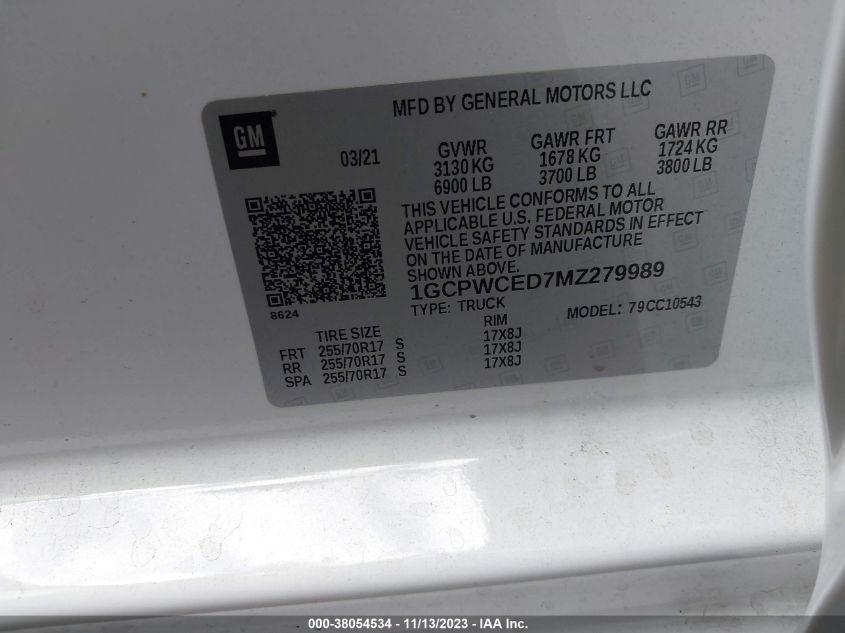 MFD BY GENERAL MOTORS LLC
GM
03/21
GVWR
3130 KG
6900 LB
GAWR FRT
1678 KG
3700 LB
GAWR RR
1724 KG
3800 LB
THIS VEHICLE CONFORMS TO ALL
APPLICABLE U.S. FEDERAL MOTOR
VEHICLE SAFETY STANDARDS IN EFFECT
ON THE DATE OF MANUFACTURE
SHOWN ABOVE.
1GCPWCED7MZ279989
8624
TYPE: TRUCK
MODEL: 79CC10543
TIRE SIZE RIM
FRT 255/70R17 S 17X8J
RR 255/70R17 S 17X8J
SPA 255/70R17 S 17X8J
000-38054534 - 11/13/2023 - IAA Inc.